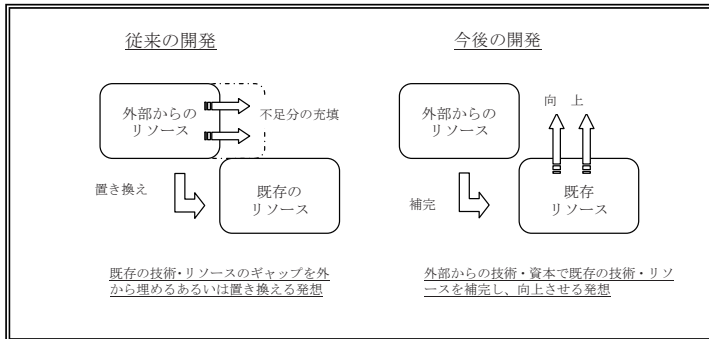 従来の開発
外部からの
リソース
不足分の充填
置き換え
既存の
リソース
既存の技術・リソースのギャップを外
から埋めるあるいは置き換える発想
今後の開発
外部からの
リソース
向 上
補完
既存
リソース
外部からの技術・資本で既存の技術・リソ
ースを補完し、向上させる発想